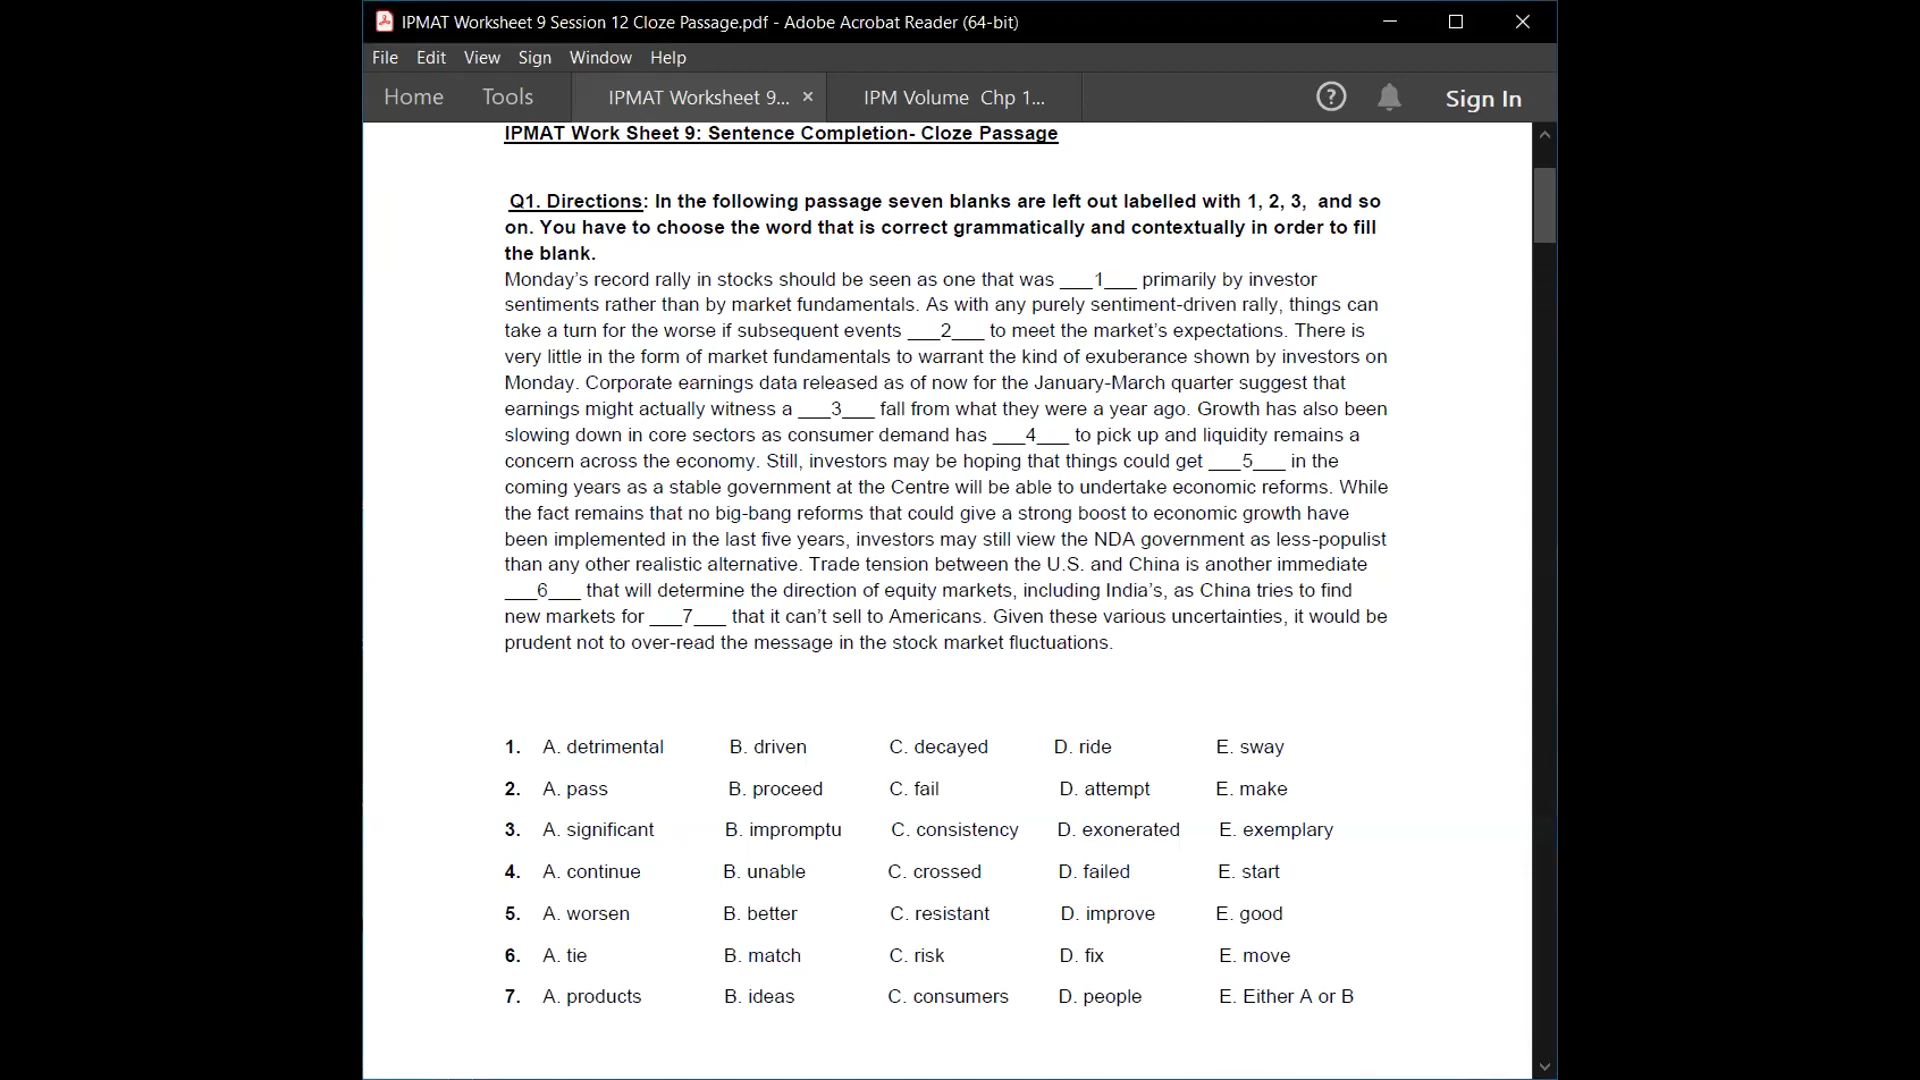 IPMAT Worksheet 9 Session 12 Cloze Passage.pdf - Adobe Acrobat Reader (64-bit)
File Edit View Sign Window Help
Home Tools IPMAT Worksheet 9... × IPM Volume Chp 1... ? Sign In
IPMAT Work Sheet 9: Sentence Completion- Cloze Passage
Q1. Directions: In the following passage seven blanks are left out labelled with 1, 2, 3, and so
on. You have to choose the word that is correct grammatically and contextually in order to fill
the blank.
Monday’s record rally in stocks should be seen as one that was ___1___ primarily by investor
sentiments rather than by market fundamentals. As with any purely sentiment-driven rally, things can
take a turn for the worse if subsequent events ___2___ to meet the market’s expectations. There is
very little in the form of market fundamentals to warrant the kind of exuberance shown by investors on
Monday. Corporate earnings data released as of now for the January-March quarter suggest that
earnings might actually witness a ___3___ fall from what they were a year ago. Growth has also been
slowing down in core sectors as consumer demand has ___4___ to pick up and liquidity remains a
concern across the economy. Still, investors may be hoping that things could get ___5___ in the
coming years as a stable government at the Centre will be able to undertake economic reforms. While
the fact remains that no big-bang reforms that could give a strong boost to economic growth have
been implemented in the last five years, investors may still view the NDA government as less-populist
than any other realistic alternative. Trade tension between the U.S. and China is another immediate
___6___ that will determine the direction of equity markets, including India’s, as China tries to find
new markets for ___7___ that it can’t sell to Americans. Given these various uncertainties, it would be
prudent not to over-read the message in the stock market fluctuations.
1. A. detrimental B. driven C. decayed D. ride E. sway
2. A. pass B. proceed C. fail D. attempt E. make
3. A. significant B. impromptu C. consistency D. exonerated E. exemplary
4. A. continue B. unable C. crossed D. failed E. start
5. A. worsen B. better C. resistant D. improve E. good
6. A. tie B. match C. risk D. fix E. move
7. A. products B. ideas C. consumers D. people E. Either A or B